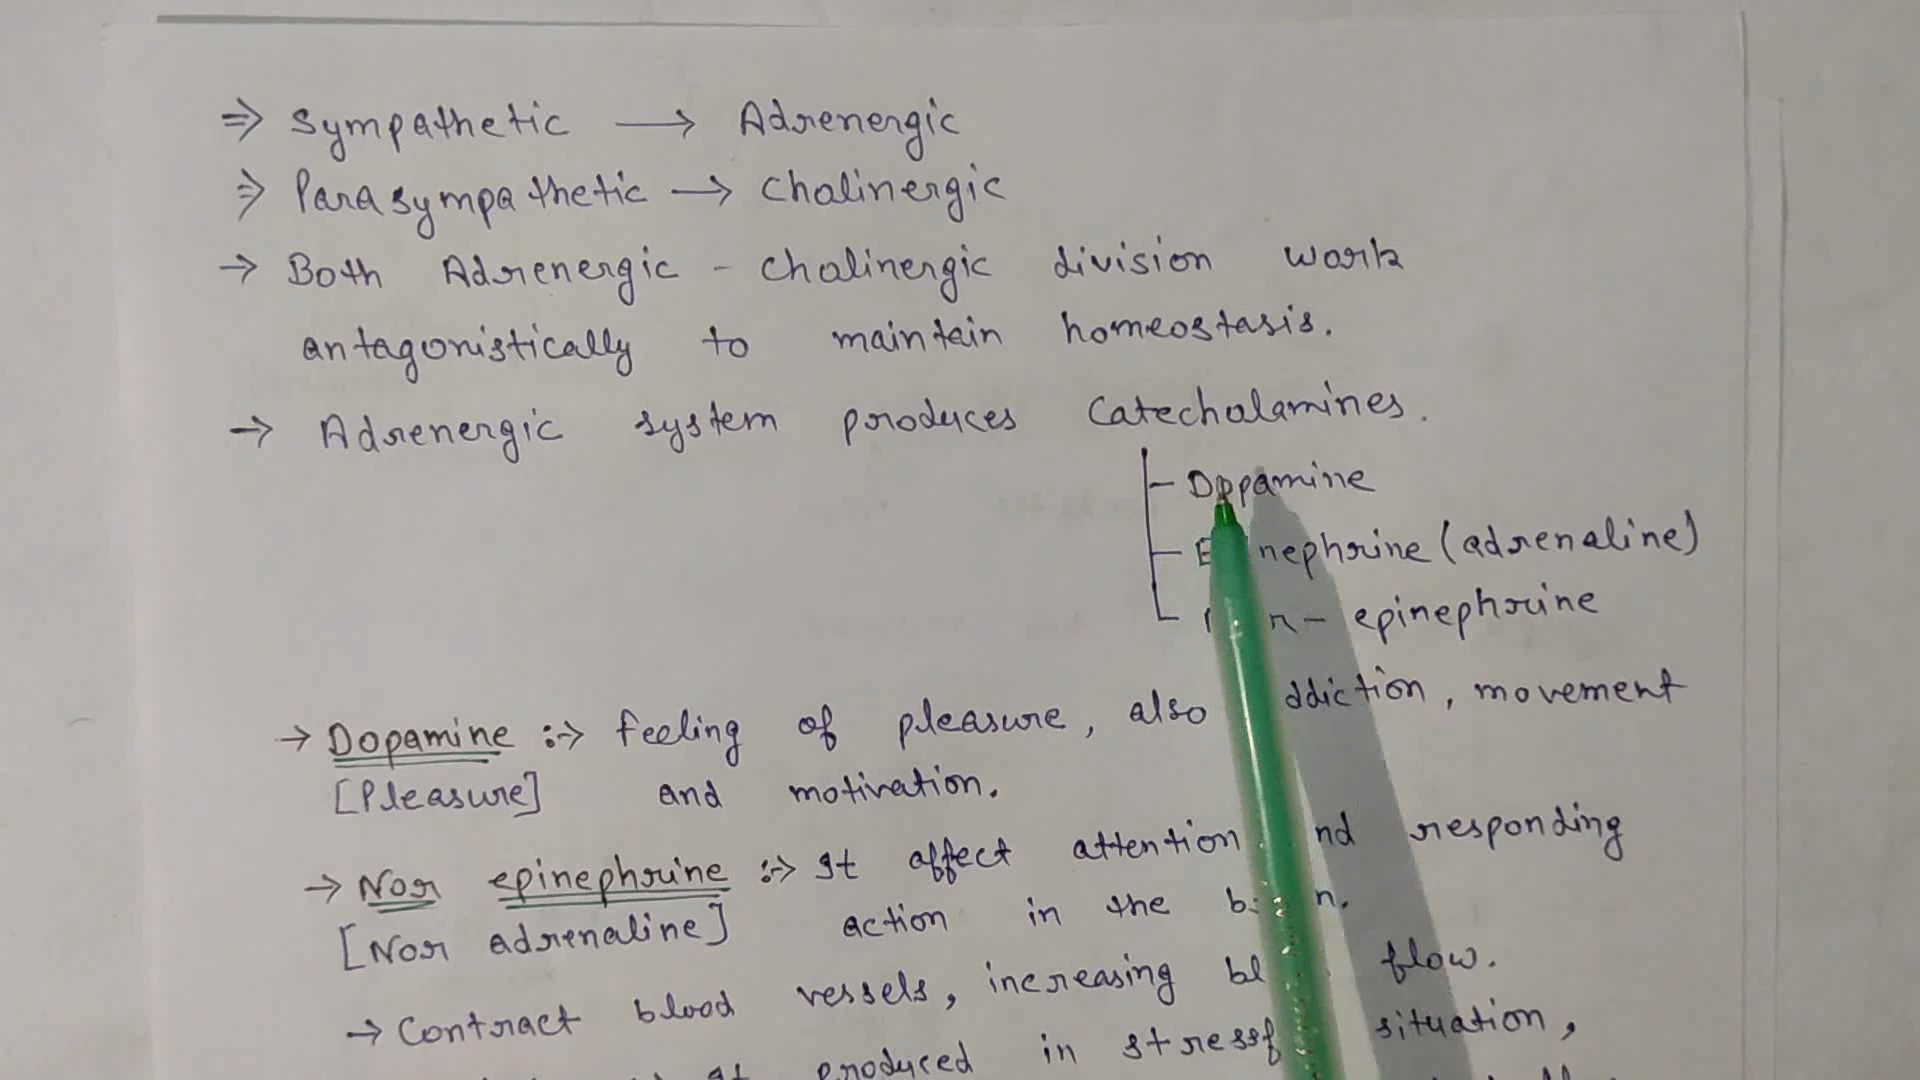 ⇒ Sympathetic → Adrenergic
⇒ Parasympathetic → Cholinergic
→ Both Adrenergic - Cholinergic division work
antagonistically to maintain homeostasis.
→ Adrenergic system produces Catecholamines.
- Dopamine
nephrine (adrenaline)
- epinephrine
→ Dopamine :→ feeling of pleasure, also ddiction, movement
[Pleasure] and motivation.
→ Nor epinephrine :→ It affect attention nd responding
[Nor adrenaline] action in the
→ Contract blood vessels, increasing flow.
produced in situation,